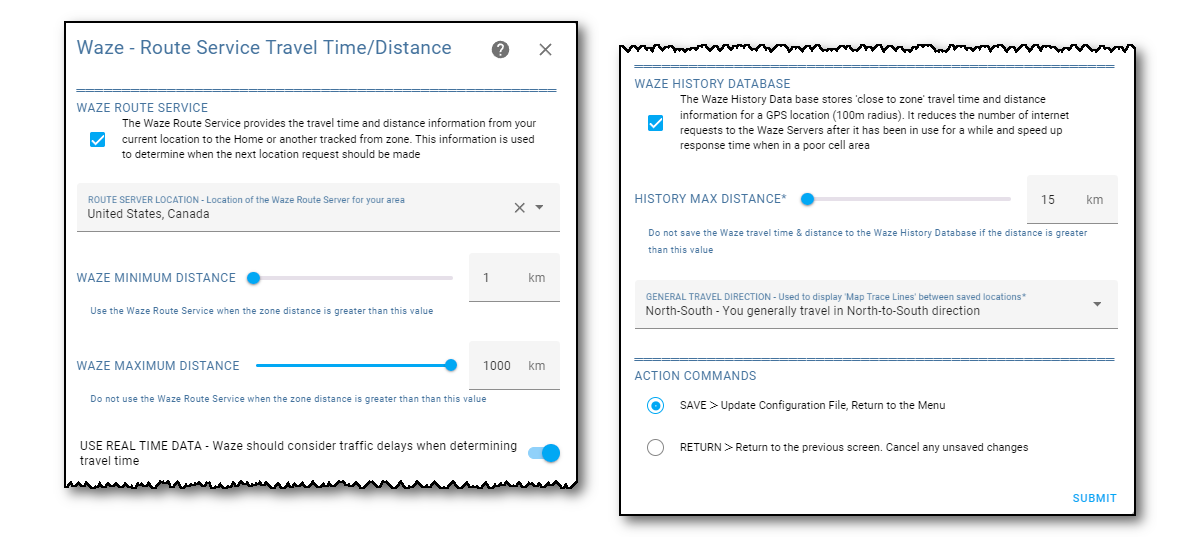 Waze - Route Service Travel Time/Distance
WAZE ROUTE SERVICE
The Waze Route Service provides the travel time and distance information from your
current location to the Home or another tracked from zone. This information is used
to determine when the next location request should be made
ROUTE SERVER LOCATION - Location of the Waze Route Server for your area
United States, Canada
WAZE MINIMUM DISTANCE
1 km
Use the Waze Route Service when the zone distance is greater than this value
WAZE MAXIMUM DISTANCE
1000 km
Do not use the Waze Route Service when the zone distance is greater than than this value
USE REAL TIME DATA - Waze should consider traffic delays when determining
travel time
WAZE HISTORY DATABASE
The Waze History Data base stores 'close to zone' travel time and distance
information for a GPS location (100m radius). It reduces the number of internet
requests to the Waze Servers after it has been in use for a while and speed up
response time when in a poor cell area
HISTORY MAX DISTANCE*
15 km
Do not save the Waze travel time & distance to the Waze History Database if the distance is greater
than this value
GENERAL TRAVEL DIRECTION - Used to display 'Map Trace Lines' between saved locations*
North-South - You generally travel in North-to-South direction
ACTION COMMANDS
SAVE > Update Configuration File, Return to the Menu
RETURN > Return to the previous screen. Cancel any unsaved changes
SUBMIT